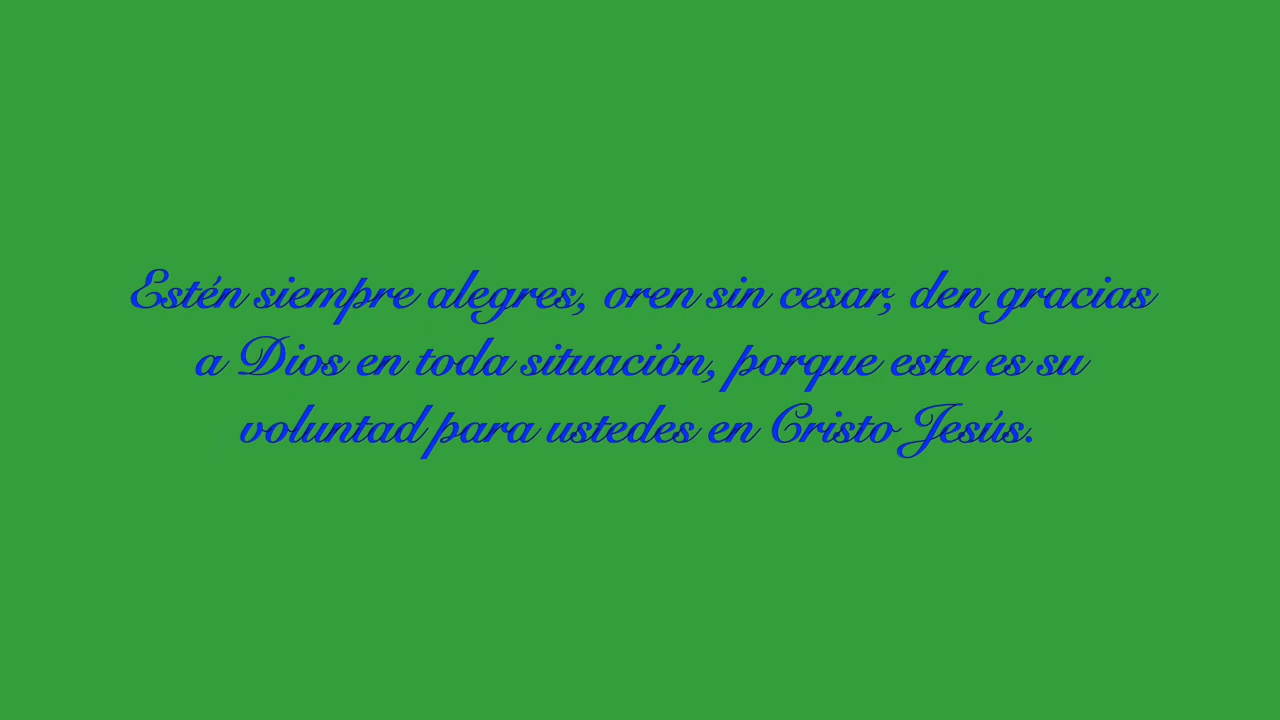 Estén siempre alegres, oren sin cesar, den gracias
a Dios en toda situación, porque esta es su
voluntad para ustedes en Cristo Jesús.